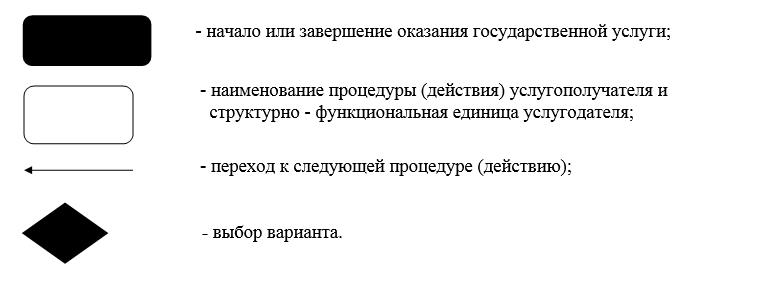 - начало или завершение оказания государственной услуги;
- наименование процедуры (действия) услугополучателя и
структурно - функциональная единица услугодателя;
- переход к следующей процедуре (действию);
- выбор варианта.